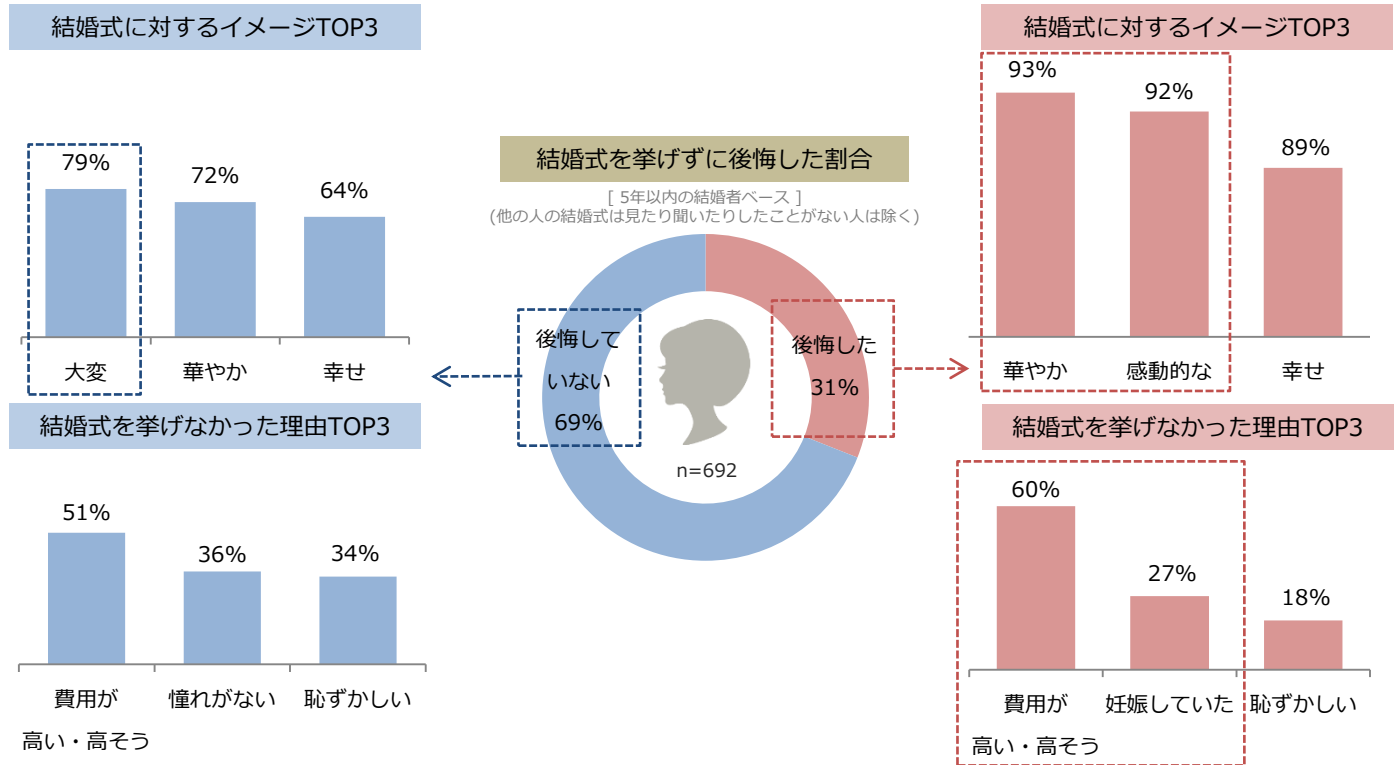 結婚式に対するイメージTOP3
79%
72%
64%
大変
華やか
幸せ
結婚式を挙げなかった理由TOP3
51%
36%
34%
費用が
高い・高そう
憧れがない
恥ずかしい
結婚式を挙げずに後悔した割合
[ 5年以内の結婚者ベース ]
(他の人の結婚式は見たり聞いたりしたことがない人は除く)
後悔して
いない
69%
後悔した
31%
n=692
結婚式に対するイメージTOP3
93%
92%
89%
華やか
感動的な
幸せ
結婚式を挙げなかった理由TOP3
60%
27%
18%
費用が
高い・高そう
妊娠していた
恥ずかしい